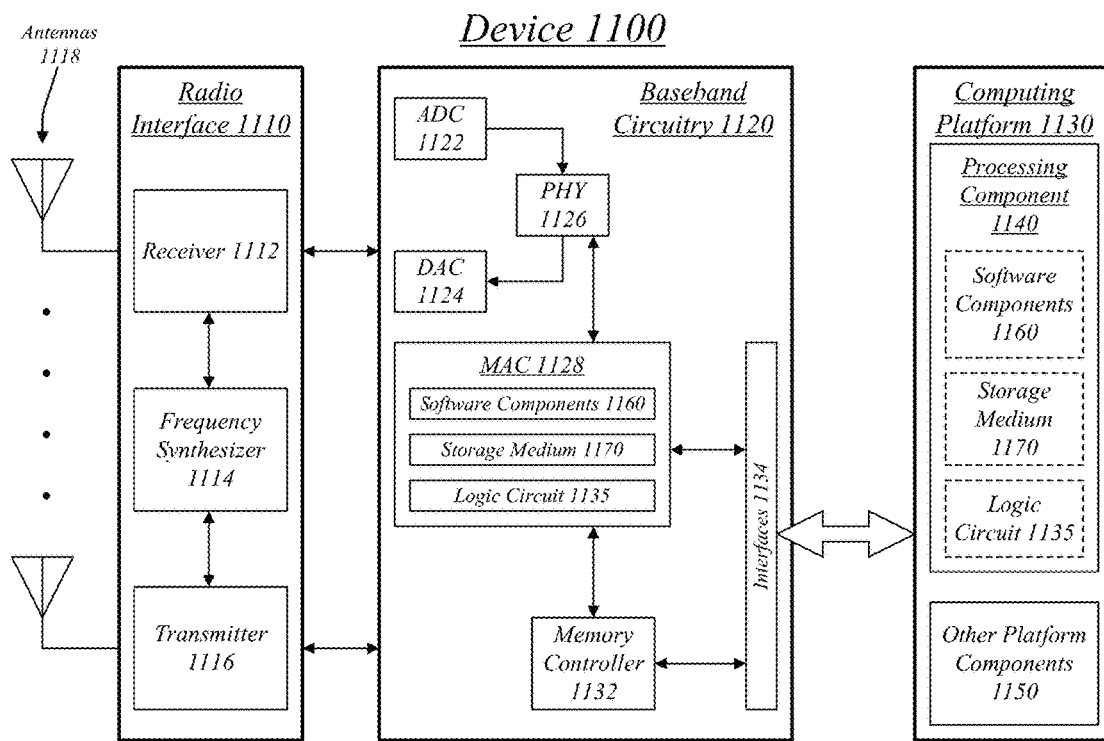 Device 1100
Antennas
1118
Radio
Interface 1110
Receiver 1112
Frequency
Synthesizer
1114
Transmitter
1116
Baseband
Circuitry 1120
ADC
1122
PHY
1126
DAC
1124
MAC 1128
Software Components 1160
Storage Medium 1170
Logic Circuit 1135
Interfaces 1134
Memory
Controller
1132
Computing
Platform 1130
Processing
Component
1140
Software
Components
1160
Storage
Medium
1170
Logic
Circuit 1135
Other Platform
Components
1150